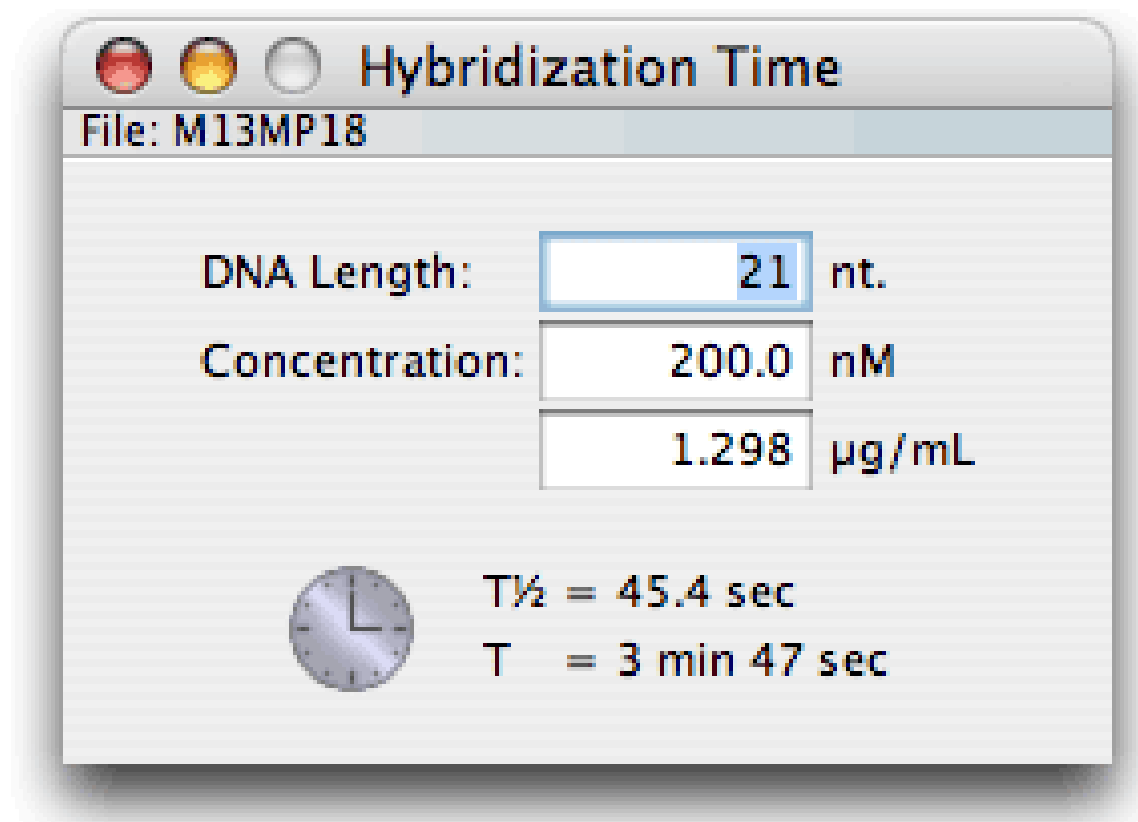 Hybridization Time
File: M13MP18
DNA Length: 21 nt.
Concentration: 200.0 nM
1.298 µg/mL
T½ = 45.4 sec
T = 3 min 47 sec